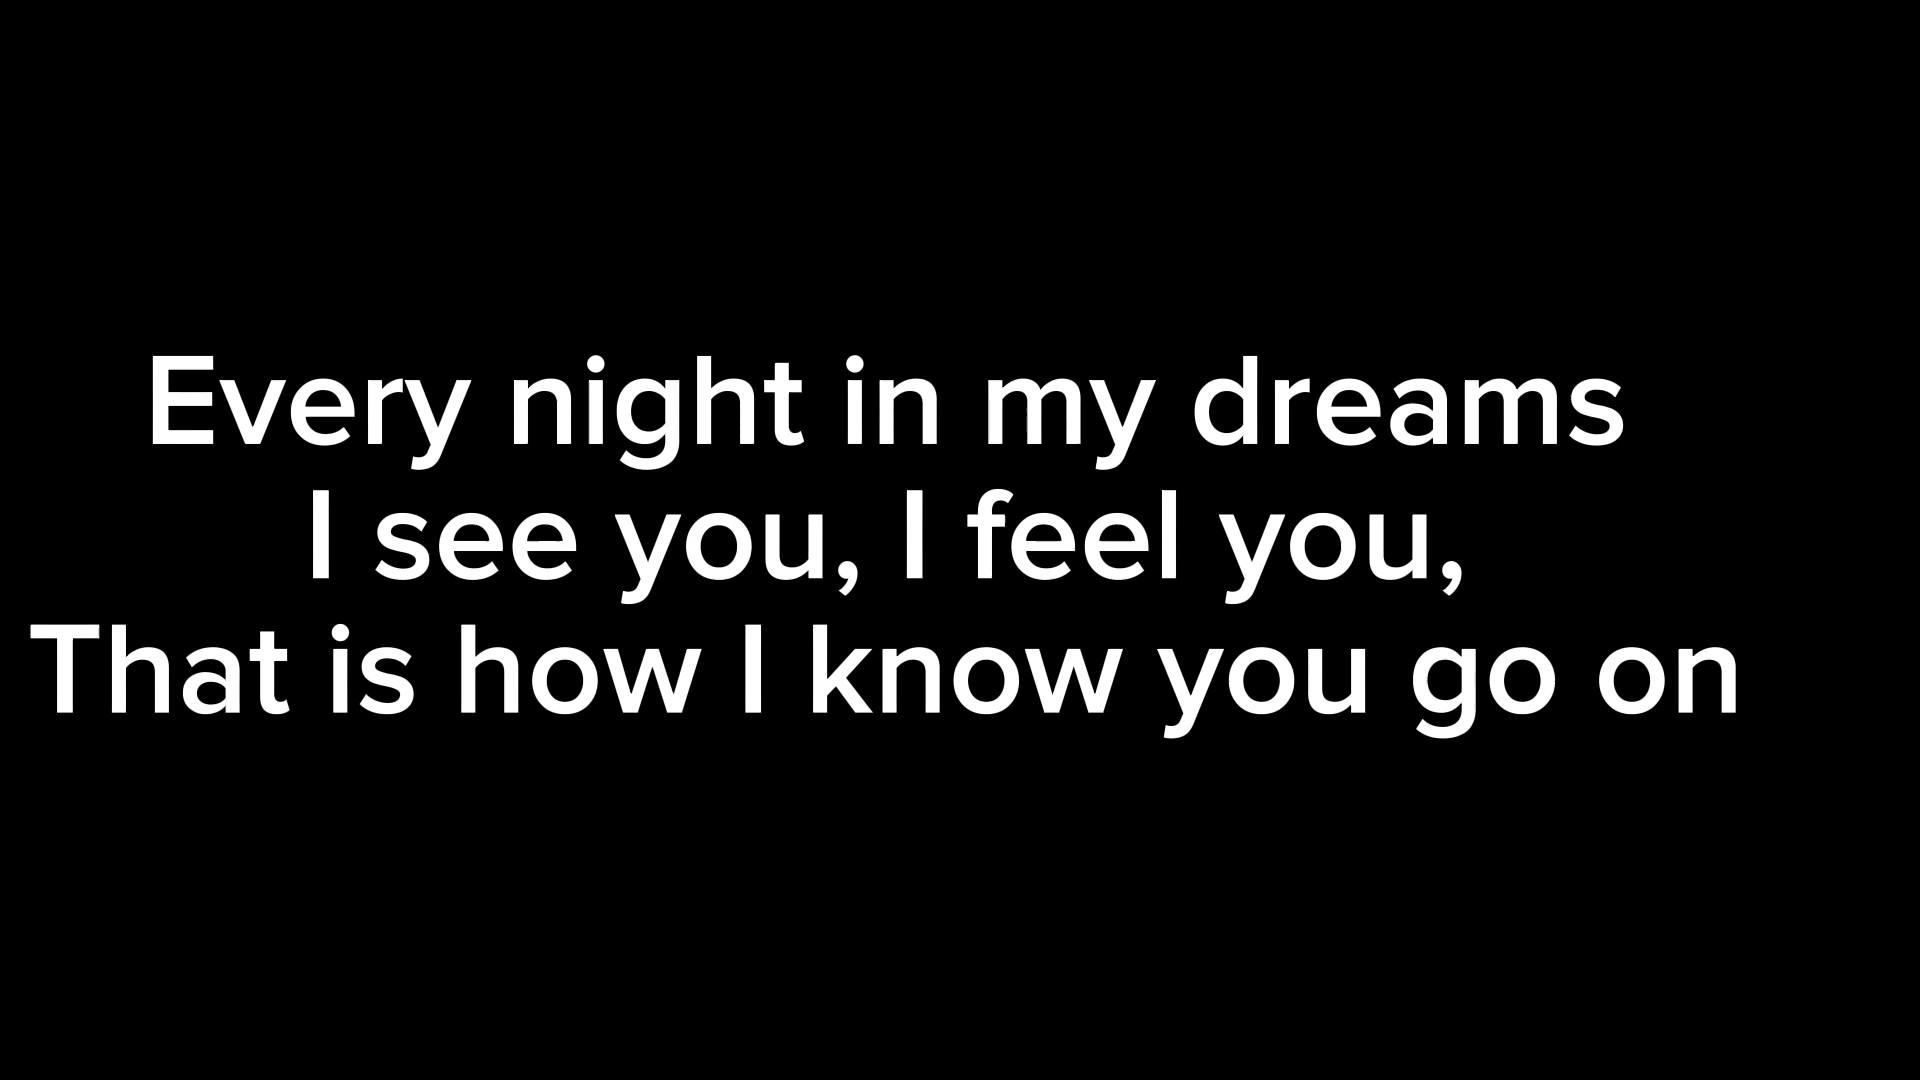 Every night in my dreams
I see you, I feel you,
That is how I know you go on